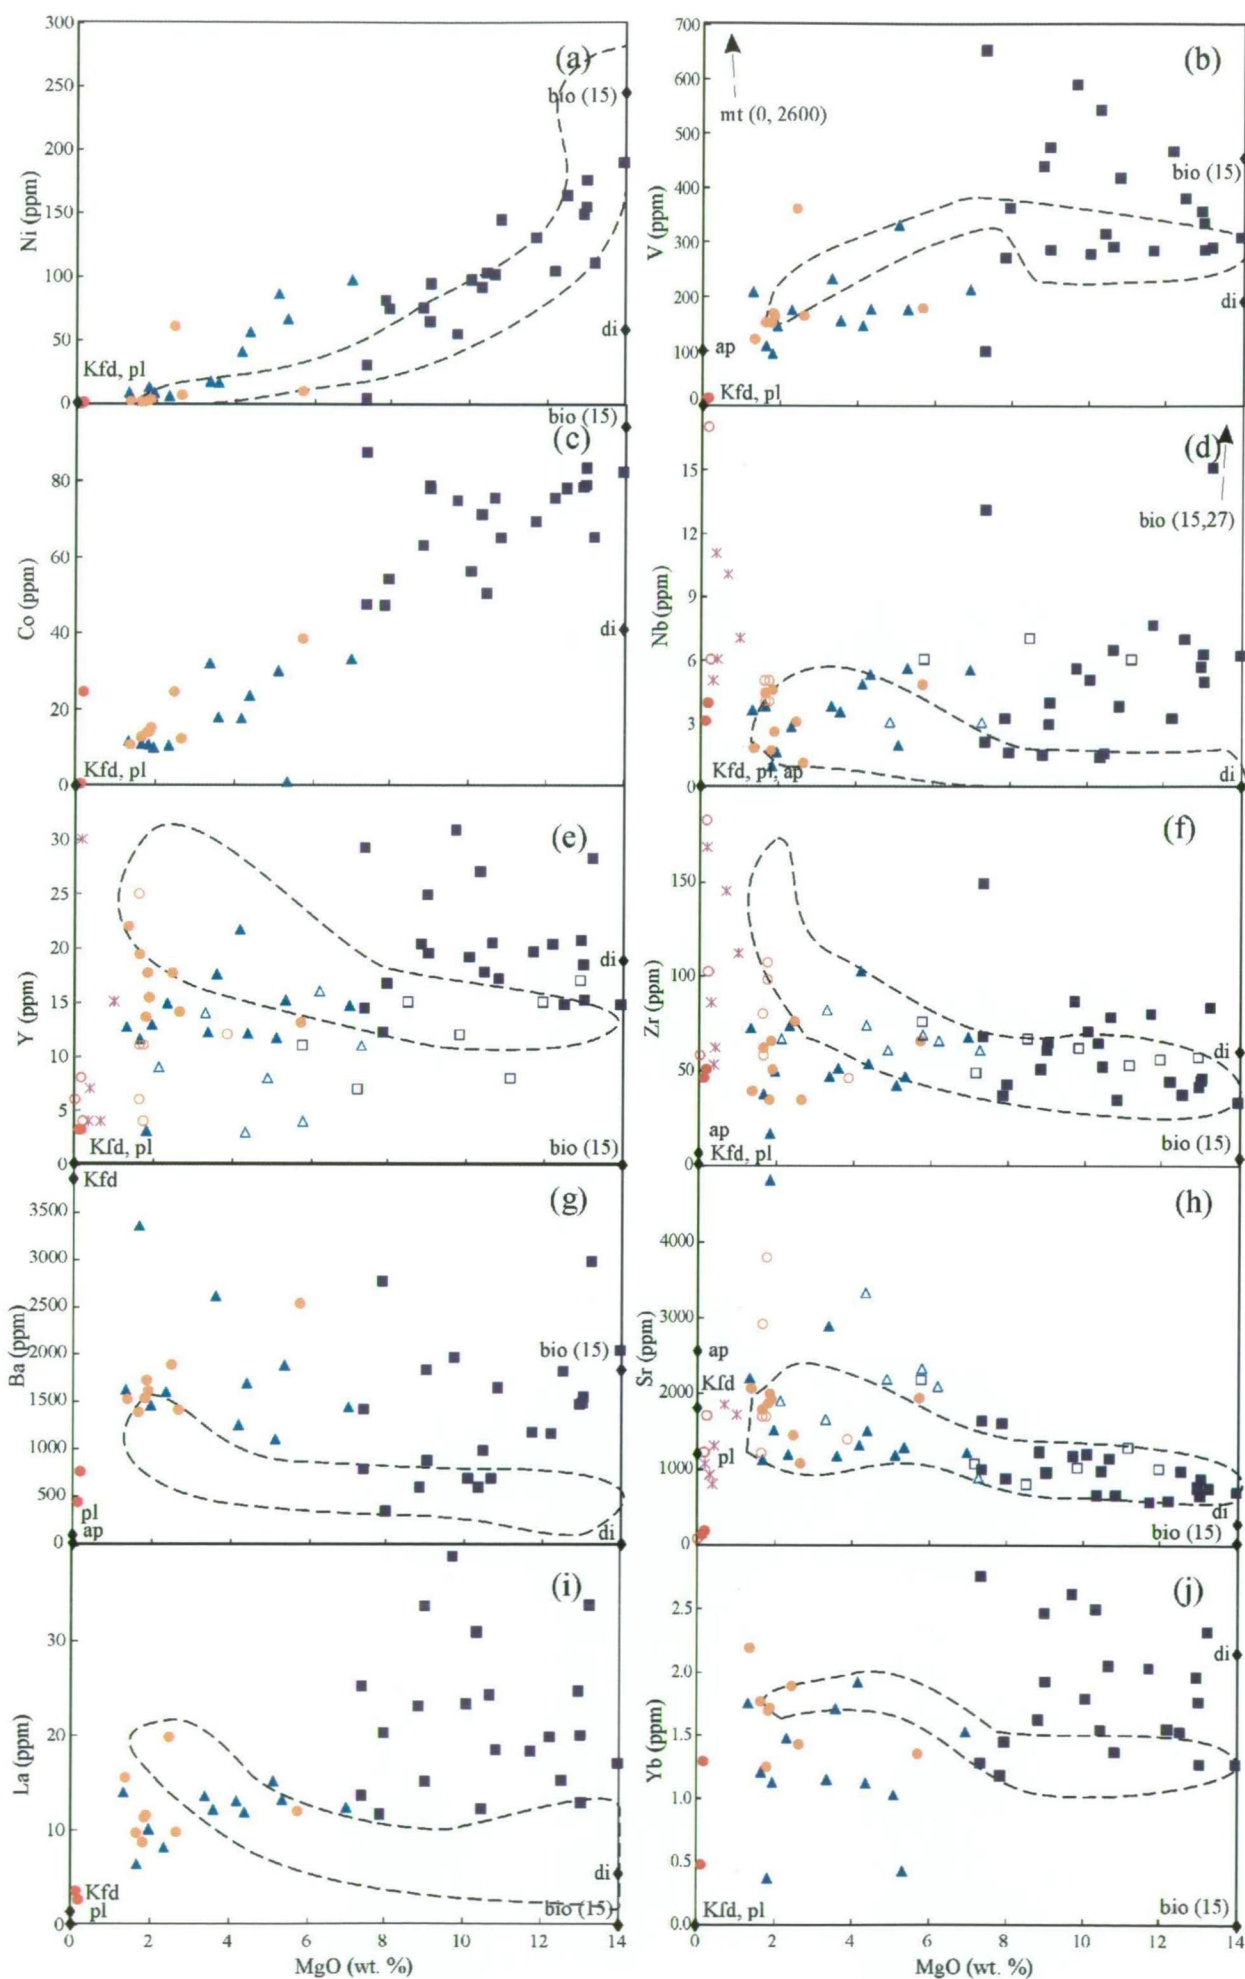 300
250
200
150
100
50
0
Ni (ppm)
(a)
bio (15)
di
Kfd, pl
700
600
500
400
300
200
100
0
V (ppm)
(b)
mt (0, 2600)
bio (15)
di
ap
Kfd, pl
80
60
40
20
0
Co (ppm)
bio (15)
(c)
di
Kfd, pl
15
12
9
6
3
0
Nb (ppm)
(d)
bio (15,27)
Kfd, pl, ap
di
30
25
20
15
10
5
0
Y (ppm)
(e)
di
Kfd, pl
bio (15)
150
100
50
0
Zr (ppm)
(f)
di
ap
Kfd, pl
bio (15)
3500
3000
2500
2000
1500
1000
500
0
Ba (ppm)
Kfd
(g)
bio (15)
pl
ap
di
4000
3000
2000
1000
0
Sr (ppm)
(h)
ap
Kfd
pl
di
bio (15)
30
20
10
0
La (ppm)
(i)
Kfd
pl
di
bio (15)
0 2 4 6 8 10 12 14
MgO (wt. %)
2.5
2.0
1.5
1.0
0.5
0.0
Yb (ppm)
(j)
di
Kfd, pl
bio (15)
0 2 4 6 8 10 12 14
MgO (wt. %)